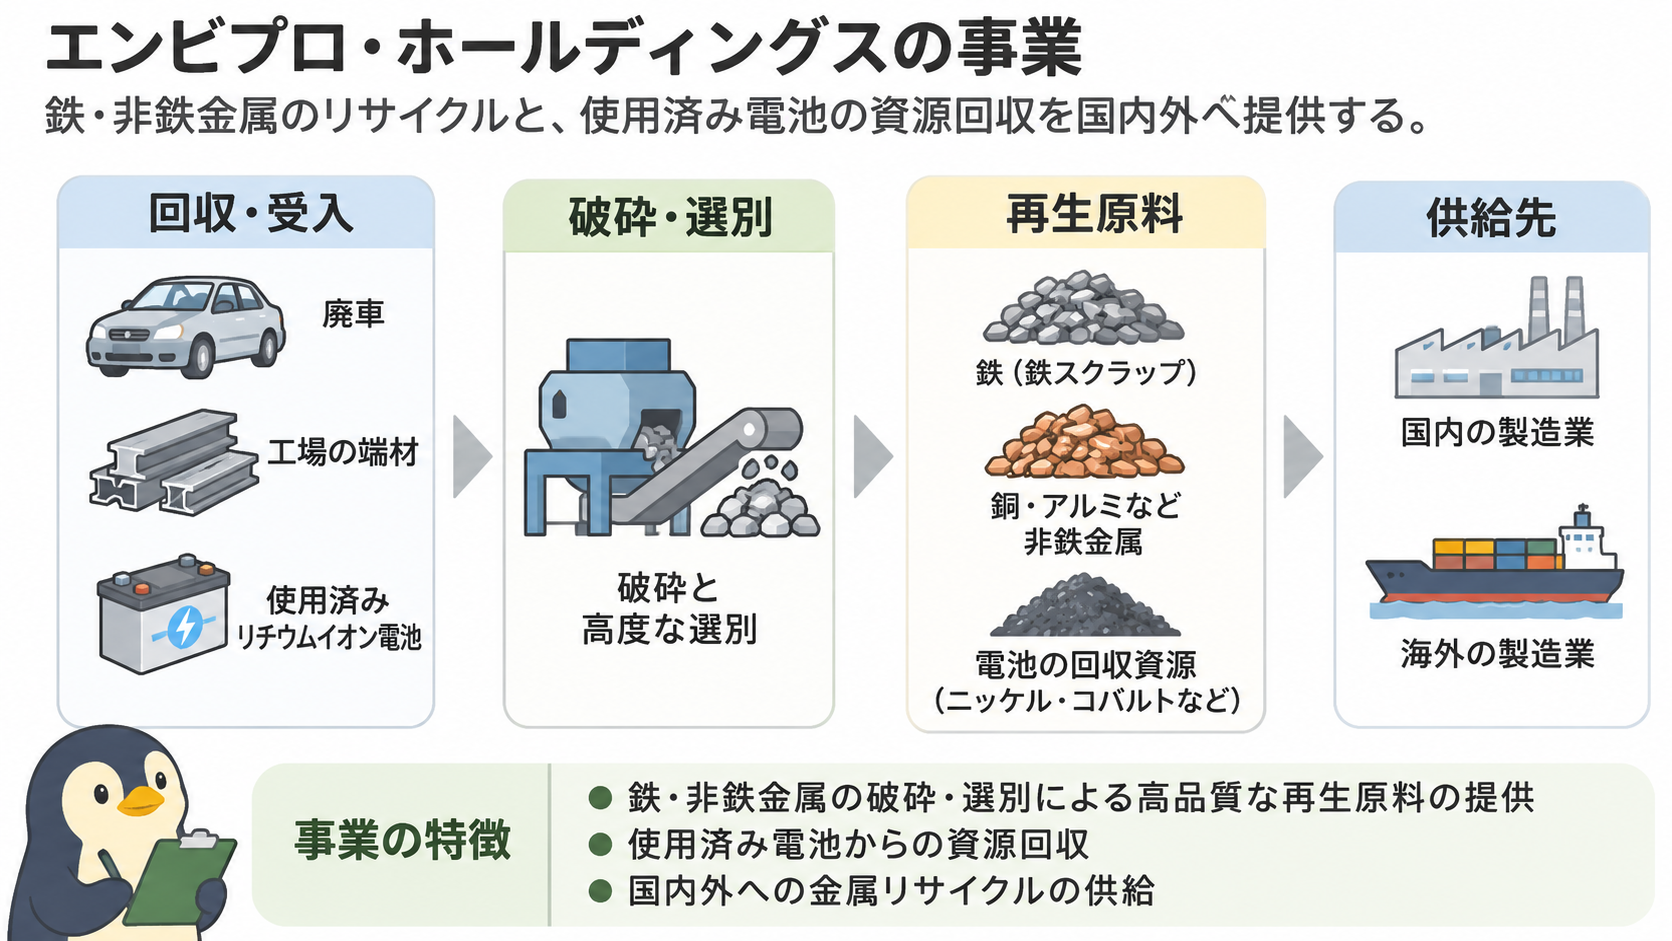 エンビプロ・ホールディングスの事業
鉄・非鉄金属のリサイクルと、使用済み電池の資源回収を国内外へ提供する。
回収・受入
廃車
工場の端材
使用済み
リチウムイオン電池
破砕・選別
破砕と
高度な選別
再生原料
鉄（鉄スクラップ）
銅・アルミなど
非鉄金属
電池の回収資源
（ニッケル・コバルトなど）
供給先
国内の製造業
海外の製造業
事業の特徴
● 鉄・非鉄金属の破砕・選別による高品質な再生原料の提供
● 使用済み電池からの資源回収
● 国内外への金属リサイクルの供給